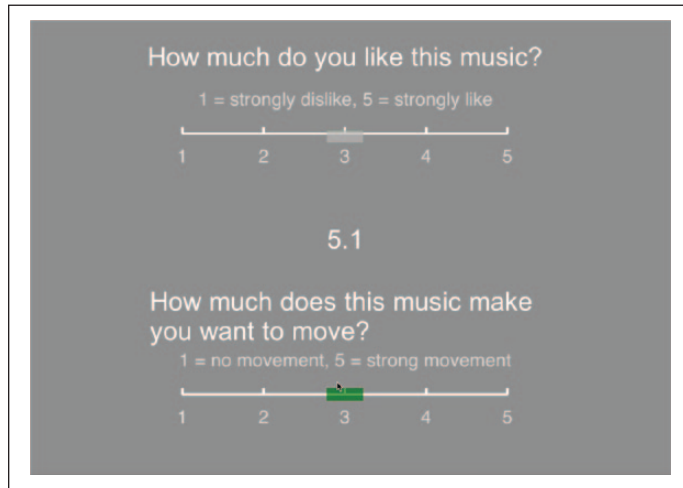 How much do you like this music?
1 = strongly dislike, 5 = strongly like
1 2 3 4 5
5.1
How much does this music make
you want to move?
1 = no movement, 5 = strong movement
1 2 3 4 5